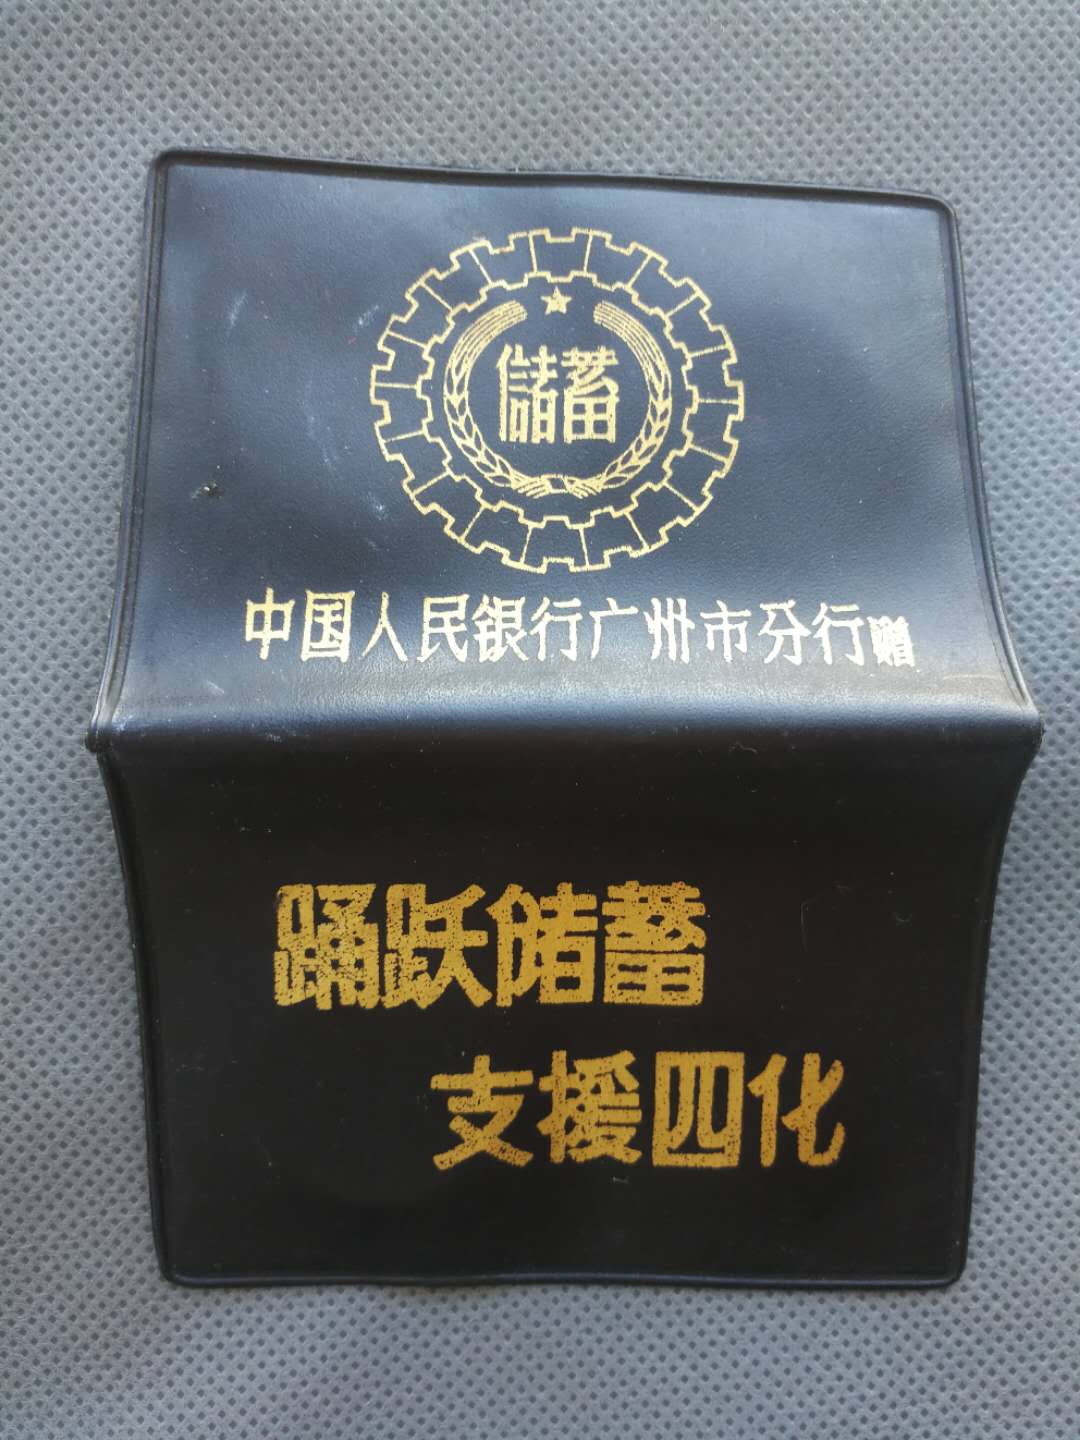 儲蓄
中国人民银行广州市分行赠
踊跃储蓄
支援四化